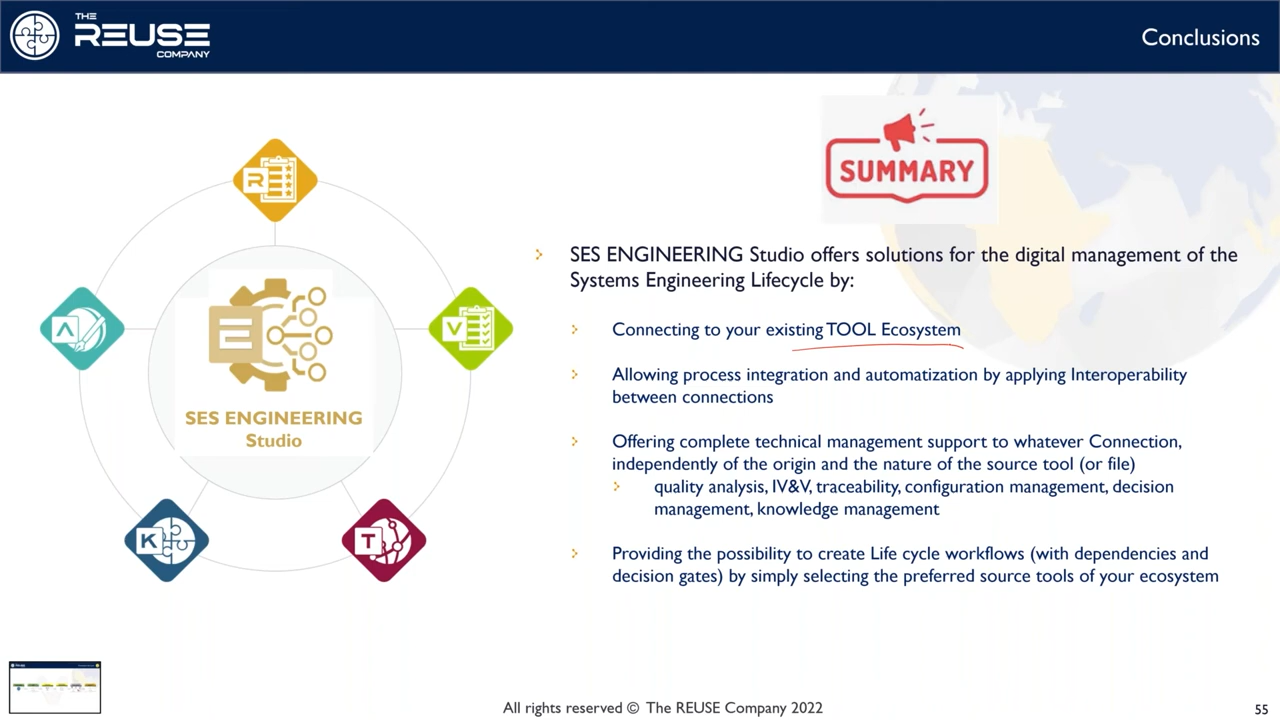 THE
REUSE
COMPANY
Conclusions
SUMMARY
R
A
V
E
K
T
SES ENGINEERING
Studio
SES ENGINEERING Studio offers solutions for the digital management of the
Systems Engineering Lifecycle by:
Connecting to your existing TOOL Ecosystem
Allowing process integration and automatization by applying Interoperability
between connections
Offering complete technical management support to whatever Connection,
independently of the origin and the nature of the source tool (or file)
quality analysis, IV&V, traceability, configuration management, decision
management, knowledge management
Providing the possibility to create Life cycle workflows (with dependencies and
decision gates) by simply selecting the preferred source tools of your ecosystem
All rights reserved © The REUSE Company 2022
55